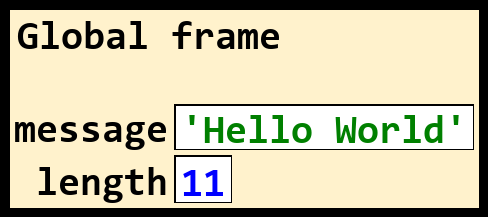 Global frame
message 'Hello World'
length 11